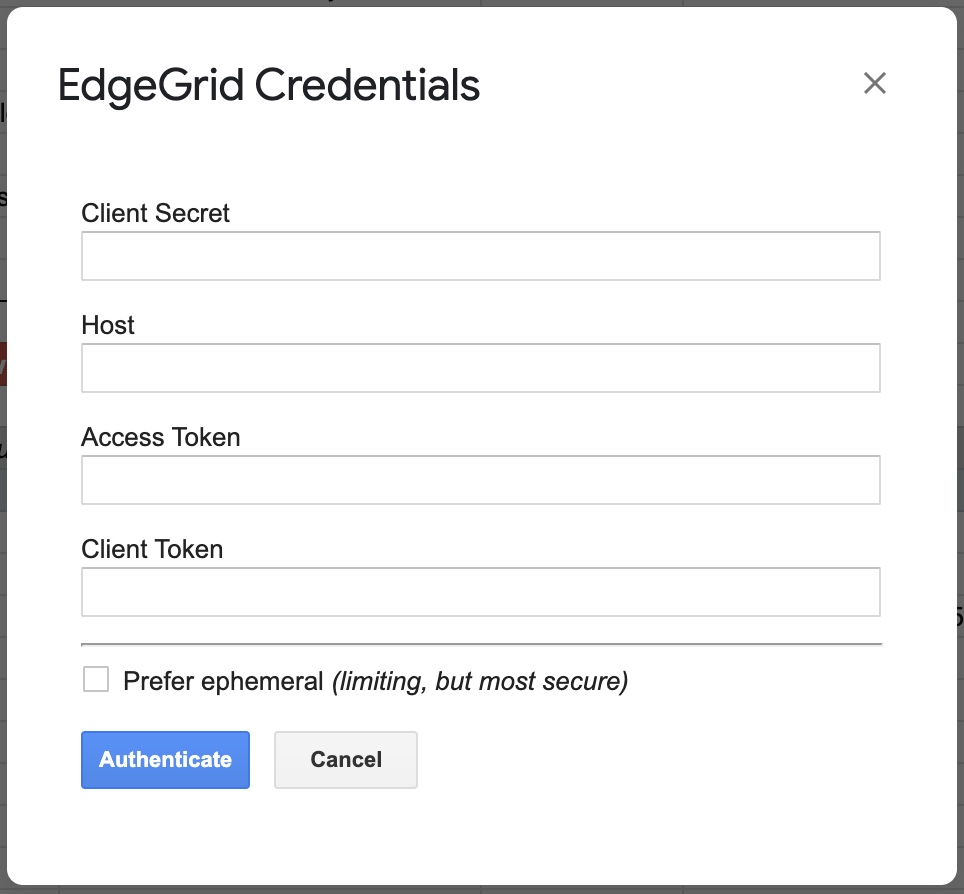 EdgeGrid Credentials
Client Secret
Host
Access Token
Client Token
Prefer ephemeral (limiting, but most secure)
Authenticate
Cancel